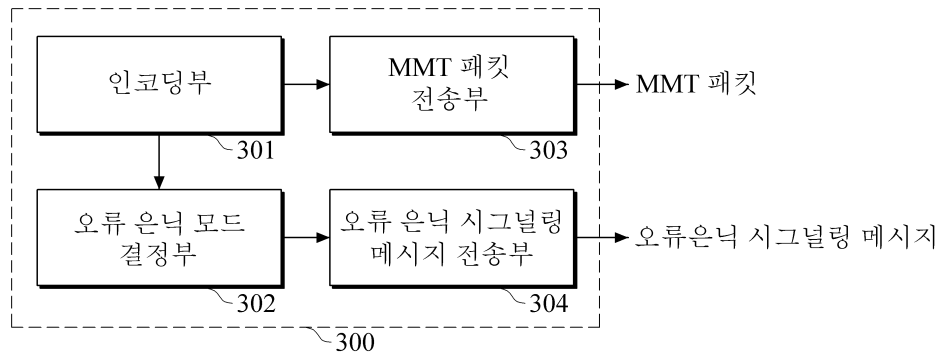 인코딩부
MMT 패킷
전송부
MMT 패킷
301
303
오류 은닉 모드
결정부
오류 은닉 시그널링
메시지 전송부
오류은닉 시그널링 메시지
302
304
300